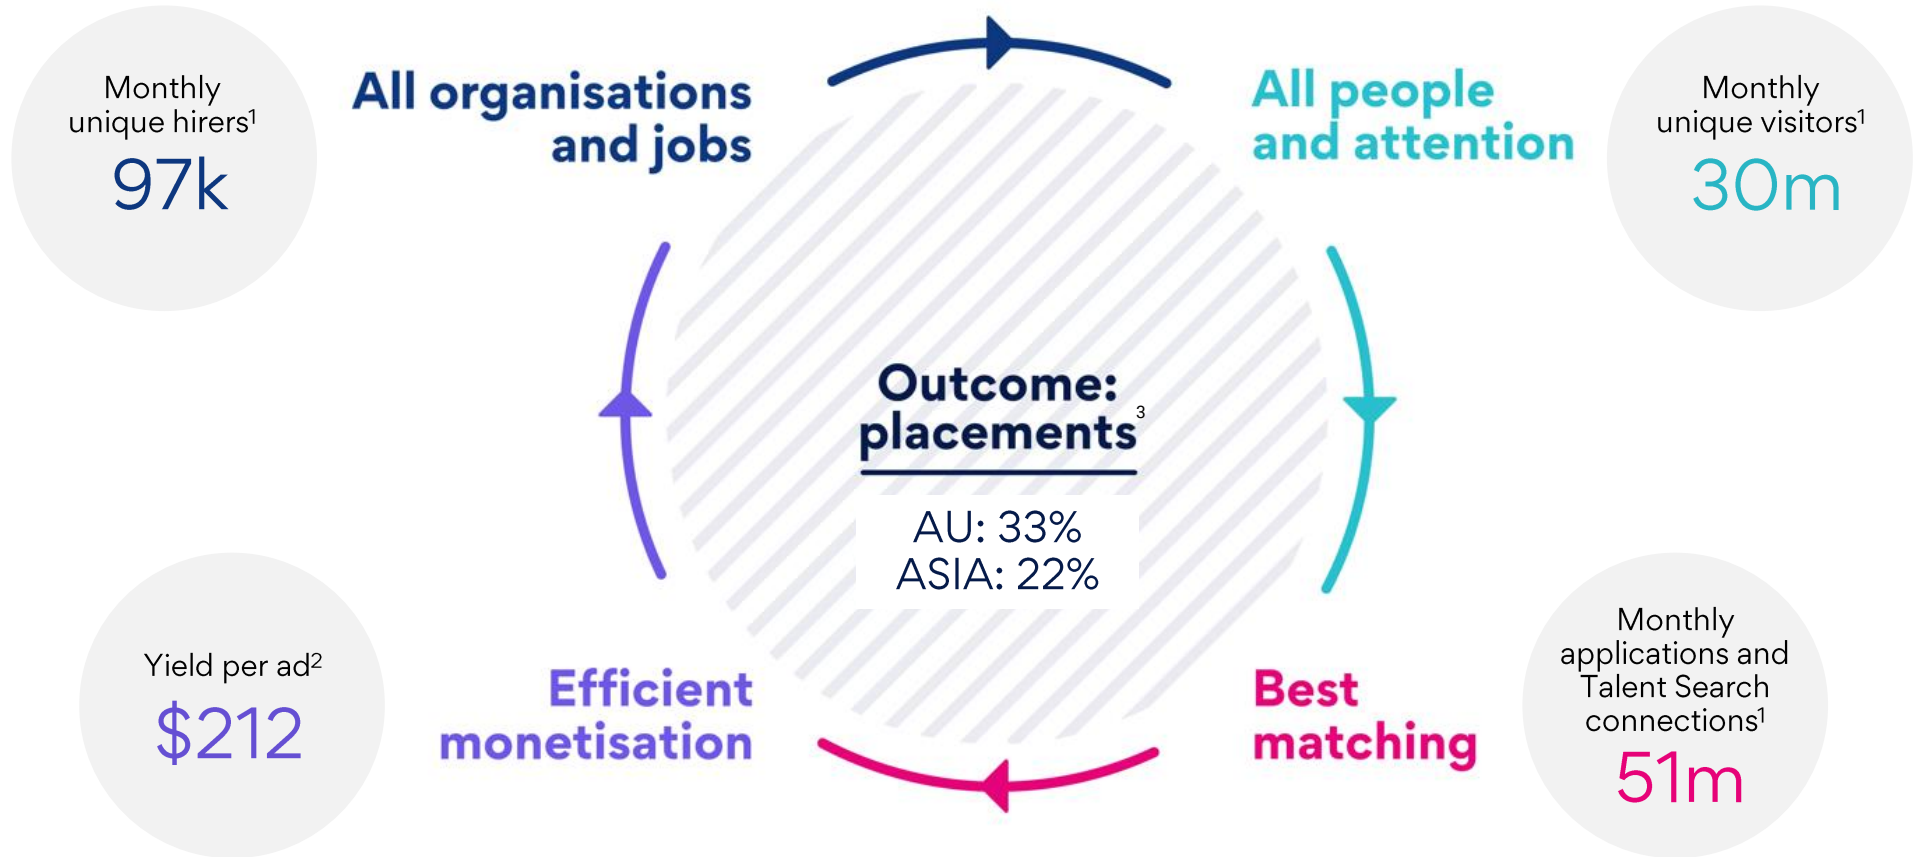 Monthly
unique hirers¹
97k
All organisations
and jobs
All people
and attention
Monthly
unique visitors¹
30m
Outcome:
placements³
AU: 33%
ASIA: 22%
Yield per ad²
$212
Efficient
monetisation
Best
matching
Monthly
applications and
Talent Search
connections¹
51m